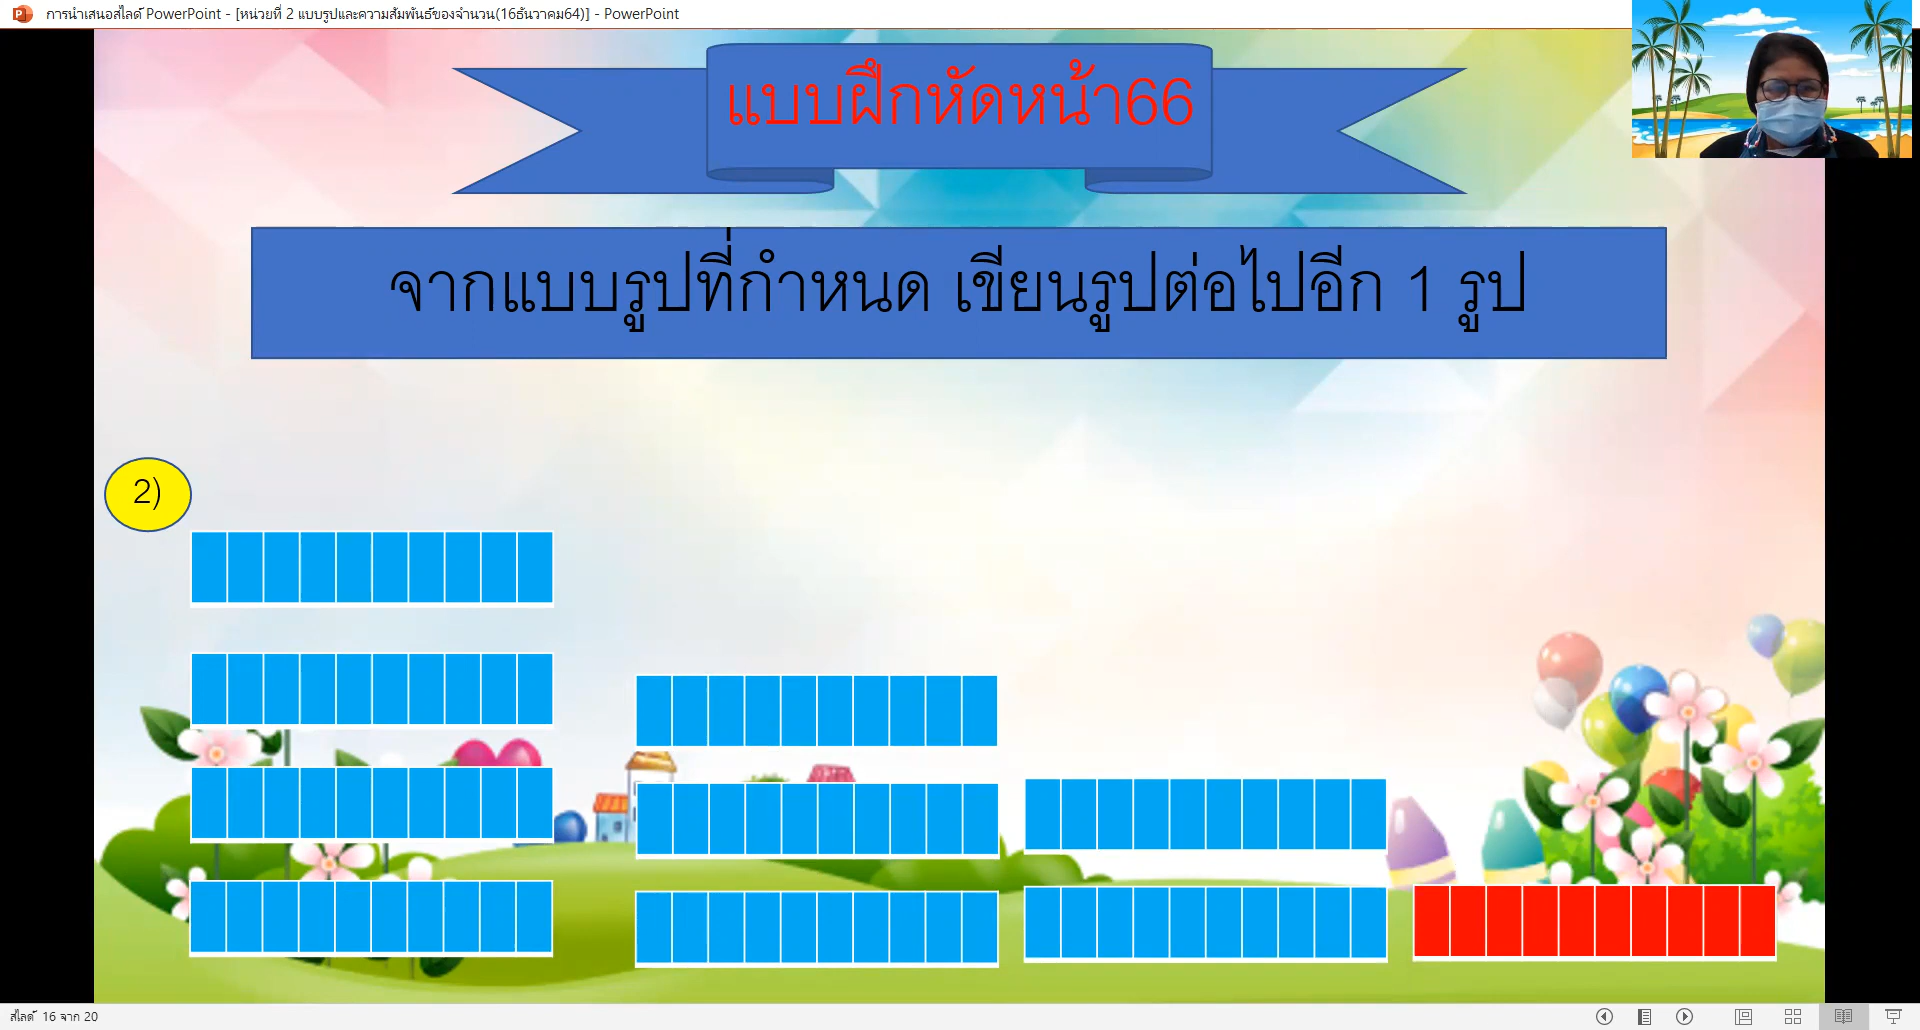 การนำเสนอสไลด์ PowerPoint - [หน่วยที่ 2 แบบรูปและความสัมพันธ์ของจำนวน(16ธันวาคม64)] - PowerPoint
แบบฝึกหัดหน้า66
จากแบบรูปที่กำหนด เขียนรูปต่อไปอีก 1 รูป
2)
สไลด์ 16 จาก 20